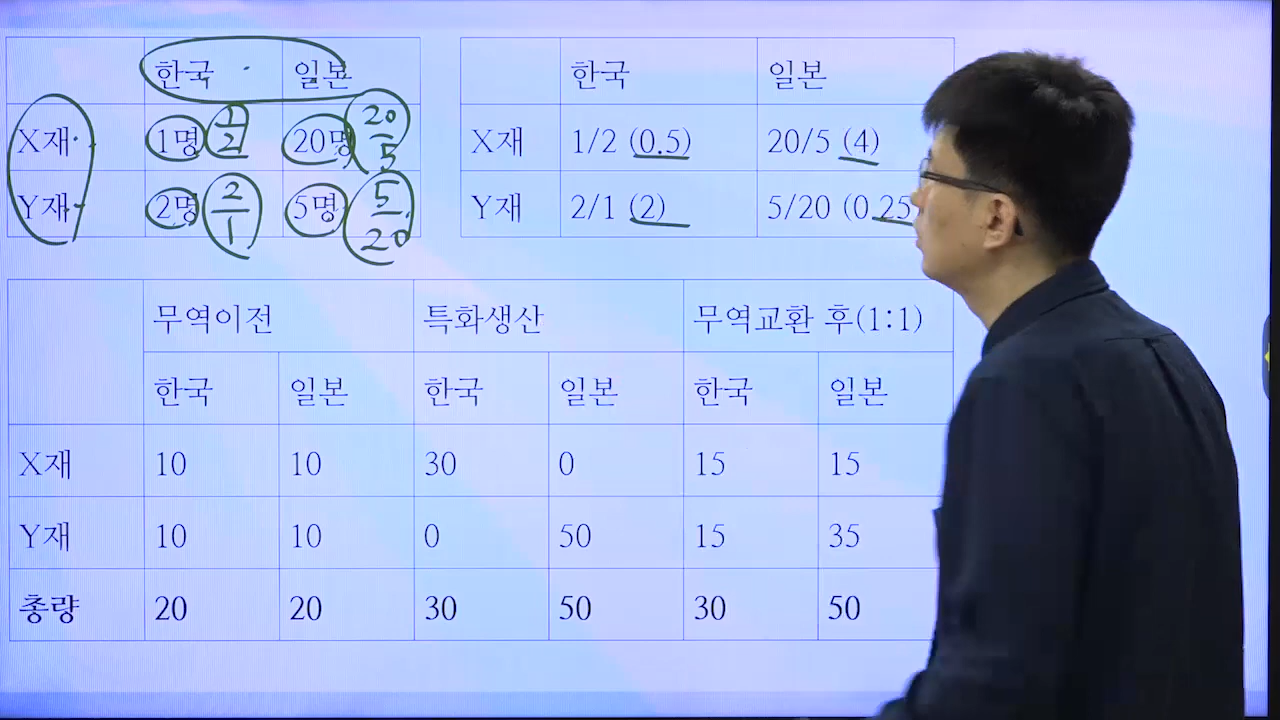 한국 일본
X재 1명 1/2 20명 20/5
Y재 2명 2/1 5명 5/20
한국 일본
X재 1/2 (0.5) 20/5 (4)
Y재 2/1 (2) 5/20 (0.25
무역이전 특화생산 무역교환 후(1:1)
한국 일본 한국 일본 한국 일본
X재 10 10 30 0 15 15
Y재 10 10 0 50 15 35
총량 20 20 30 50 30 50